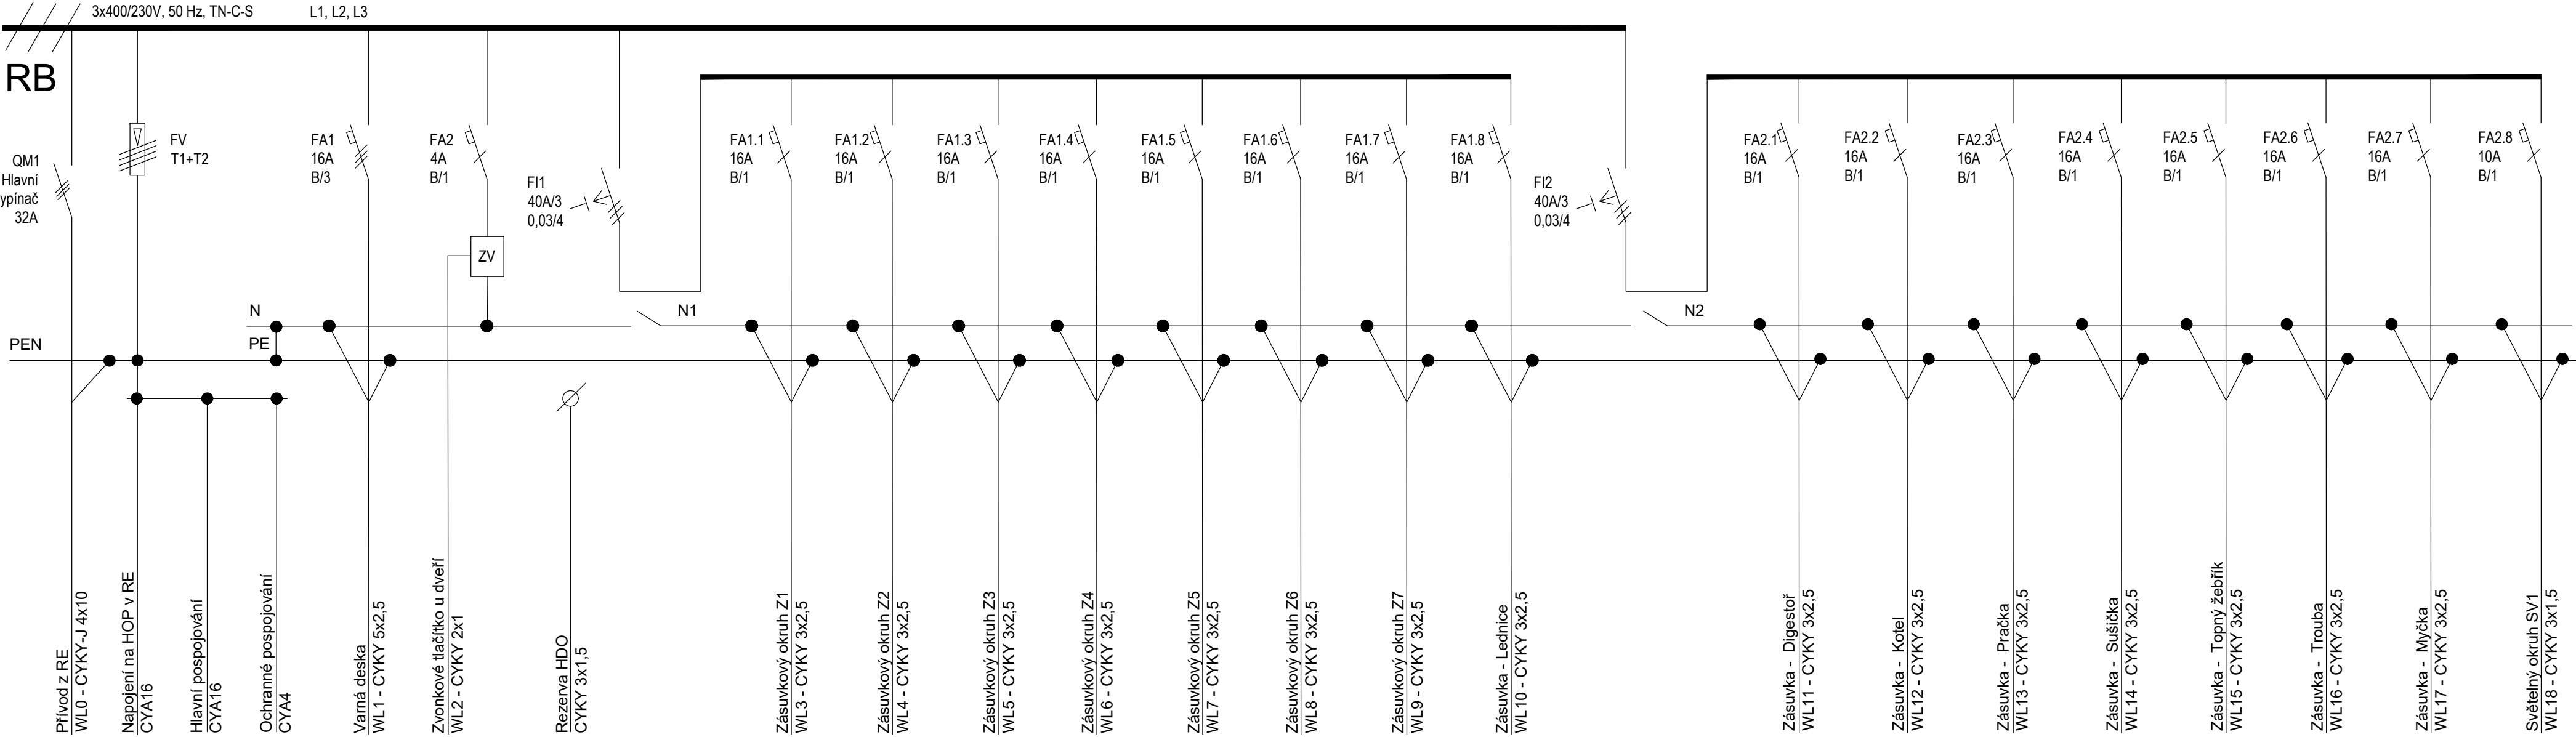 3x400/230V, 50 Hz, TN-C-S
L1, L2, L3
RB
QM1
Hlavní
ypínač
32A
FV
T1+T2
FA1
16A
B/3
FA2
4A
B/1
ZV
FI1
40A/3
0,03/4
FA1.1
16A
B/1
FA1.2
16A
B/1
FA1.3
16A
B/1
FA1.4
16A
B/1
FA1.5
16A
B/1
FA1.6
16A
B/1
FA1.7
16A
B/1
FA1.8
16A
B/1
FI2
40A/3
0,03/4
FA2.1
16A
B/1
FA2.2
16A
B/1
FA2.3
16A
B/1
FA2.4
16A
B/1
FA2.5
16A
B/1
FA2.6
16A
B/1
FA2.7
16A
B/1
FA2.8
10A
B/1
N
N1
N2
PEN
PE
Přívod z RE
WL0 - CYKY-J 4x10
Napojení na HOP v RE
CYA16
Hlavní pospojování
CYA16
Ochranné pospojování
CYA4
Varná deska
WL1 - CYKY 5x2,5
Zvonkové tlačítko u dveří
WL2 - CYKY 2x1
Rezerva HDO
CYKY 3x1,5
Zásuvkový okruh Z1
WL3 - CYKY 3x2,5
Zásuvkový okruh Z2
WL4 - CYKY 3x2,5
Zásuvkový okruh Z3
WL5 - CYKY 3x2,5
Zásuvkový okruh Z4
WL6 - CYKY 3x2,5
Zásuvkový okruh Z5
WL7 - CYKY 3x2,5
Zásuvkový okruh Z6
WL8 - CYKY 3x2,5
Zásuvkový okruh Z7
WL9 - CYKY 3x2,5
Zásuvka - Lednice
WL10 - CYKY 3x2,5
Zásuvka - Digestoř
WL11 - CYKY 3x2,5
Zásuvka - Kotel
WL12 - CYKY 3x2,5
Zásuvka - Pračka
WL13 - CYKY 3x2,5
Zásuvka - Sušička
WL14 - CYKY 3x2,5
Zásuvka - Topný žebřík
WL15 - CYKY 3x2,5
Zásuvka - Trouba
WL16 - CYKY 3x2,5
Zásuvka - Myčka
WL17 - CYKY 3x2,5
Světelný okruh SV1
WL18 - CYKY 3x1,5